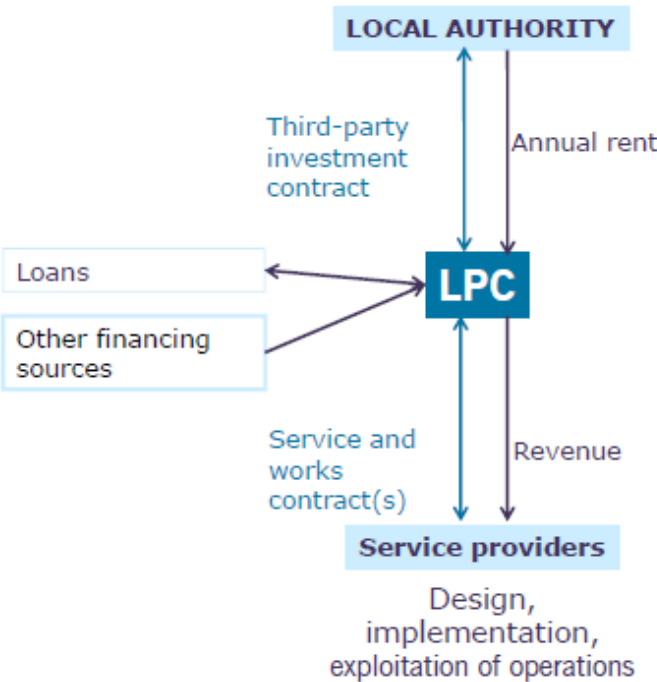 LOCAL AUTHORITY
Third-party
investment
contract
Annual rent
Loans
LPC
Other financing
sources
Service and
works
contract(s)
Revenue
Service providers
Design,
implementation,
exploitation of operations